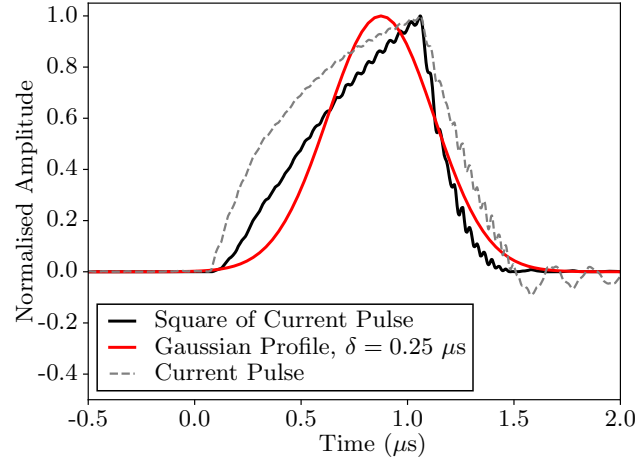 Normalised Amplitude
1.0
0.8
0.6
0.4
0.2
0.0
-0.2
-0.4
Square of Current Pulse
Gaussian Profile, δ = 0.25 μs
Current Pulse
-0.5 0.0 0.5 1.0 1.5 2.0
Time (μs)